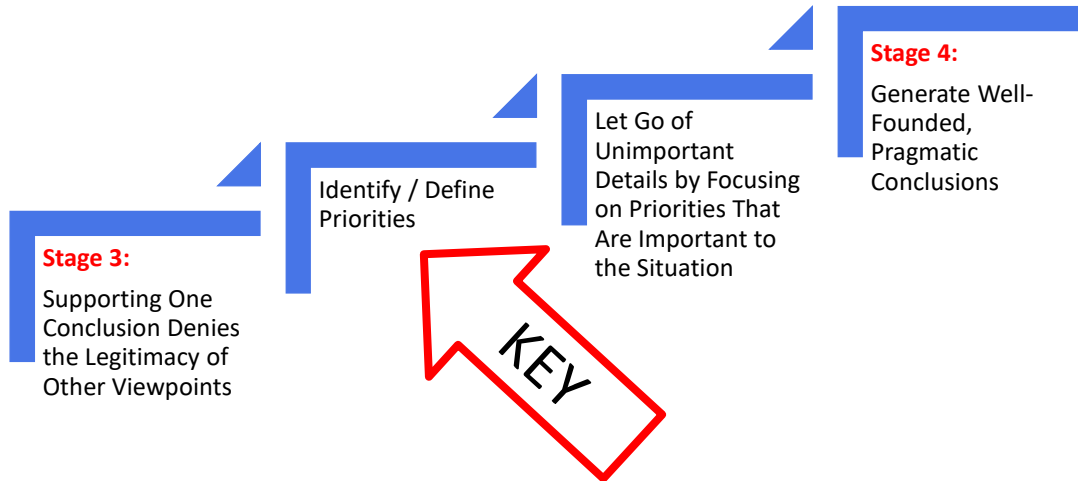 Stage 3:
Supporting One
Conclusion Denies
the Legitimacy of
Other Viewpoints
Identify / Define
Priorities
Let Go of
Unimportant
Details by Focusing
on Priorities That
Are Important to
the Situation
Stage 4:
Generate Well-
Founded,
Pragmatic
Conclusions
KEY